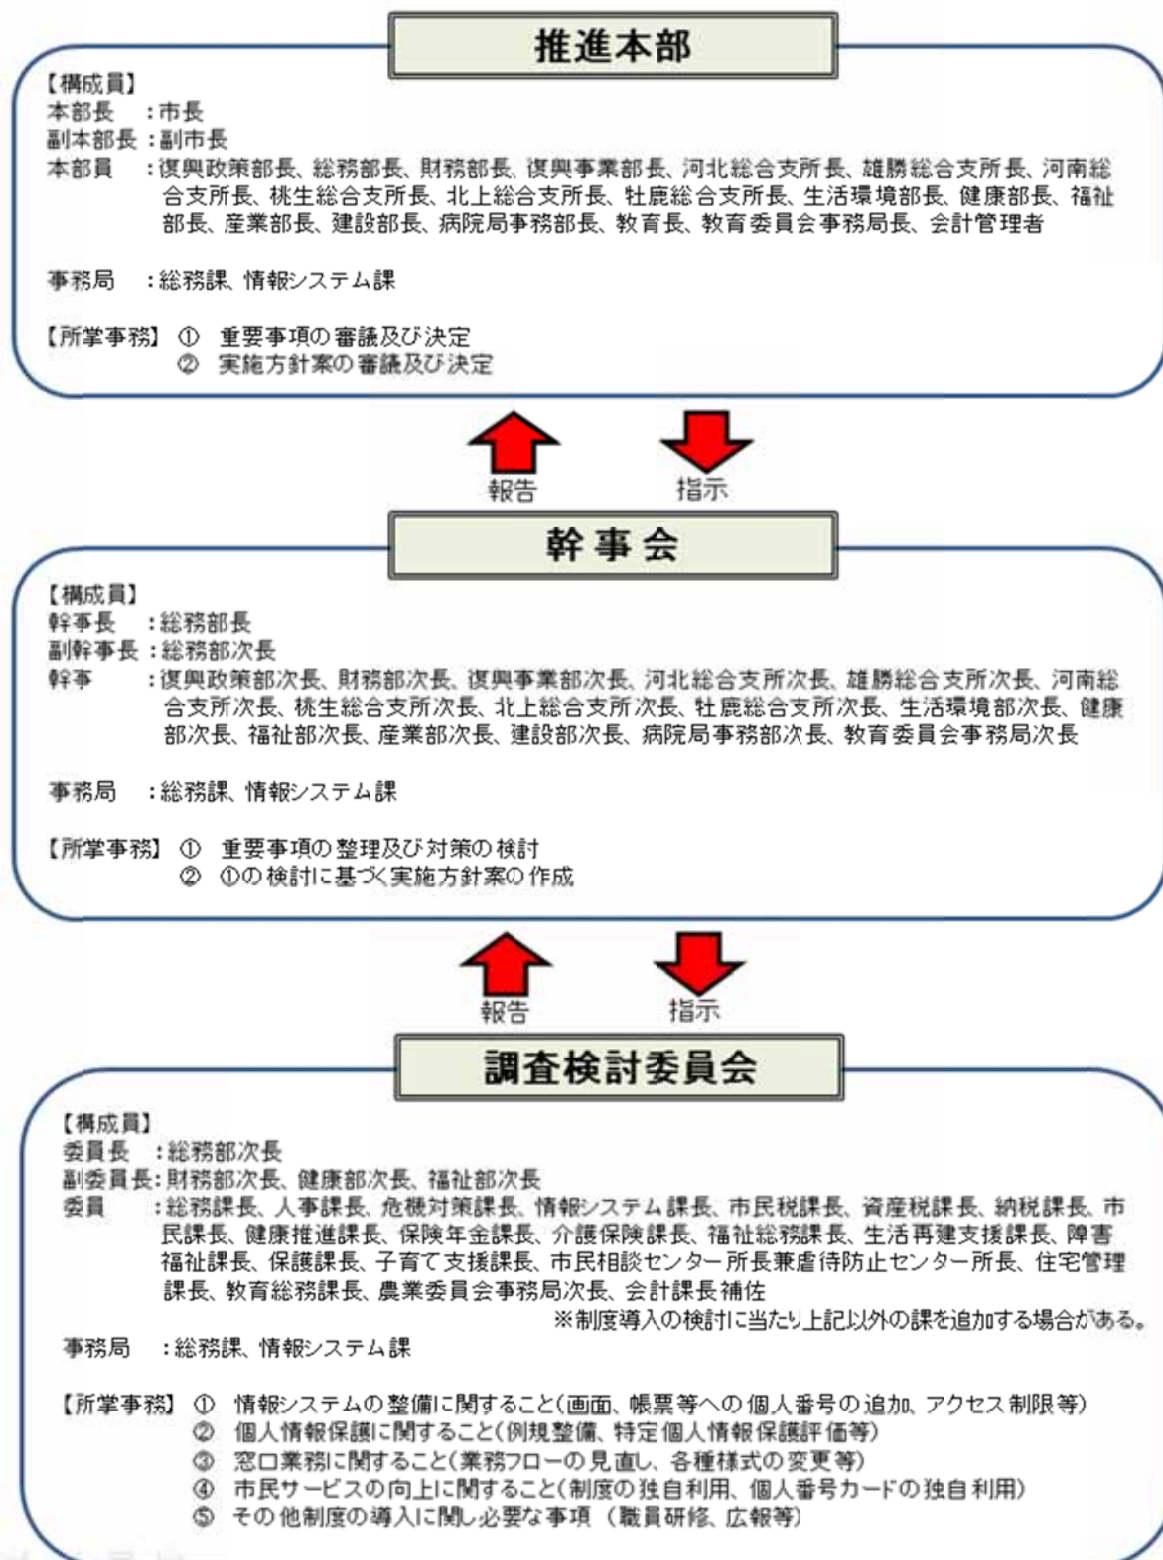 推進本部
【構成員】
本部長　：市長
副本部長：副市長
本部員　：復興政策部長、総務部長、財務部長、復興事業部長、河北総合支所長、雄勝総合支所長、河南総
合支所長、桃生総合支所長、北上総合支所長、牡鹿総合支所長、生活環境部長、健康部長、福祉
部長、産業部長、建設部長、病院局事務部長、教育長、教育委員会事務局長、会計管理者
事務局　：総務課、情報システム課
【所掌事務】 ①　重要事項の審議及び決定
②　実施方針案の審議及び決定
報告　指示
幹事会
【構成員】
幹事長　：総務部長
副幹事長：総務部次長
幹事　　：復興政策部次長、財務部次長、復興事業部次長、河北総合支所次長、雄勝総合支所次長、河南総
合支所次長、桃生総合支所次長、北上総合支所次長、牡鹿総合支所次長、生活環境部次長、健康
部次長、福祉部次長、産業部次長、建設部次長、病院局事務部次長、教育委員会事務局次長
事務局　：総務課、情報システム課
【所掌事務】 ①　重要事項の整理及び対策の検討
②　①の検討に基づく実施方針案の作成
報告　指示
調査検討委員会
【構成員】
委員長　：総務部次長
副委員長：財務部次長、健康部次長、福祉部次長
委員　　：総務課長、人事課長、危機対策課長、情報システム課長、市民税課長、資産税課長、納税課長、市
民課長、健康推進課長、保険年金課長、介護保険課長、福祉総務課長、生活再建支援課長、障害
福祉課長、保護課長、子育て支援課長、市民相談センター所長兼虐待防止センター所長、住宅管理
課長、教育総務課長、農業委員会事務局次長、会計課長補佐
※制度導入の検討に当たり上記以外の課を追加する場合がある。
事務局　：総務課、情報システム課
【所掌事務】 ①　情報システムの整備に関すること(画面、帳票等への個人番号の追加、アクセス制限等)
②　個人情報保護に関すること(例規整備、特定個人情報保護評価等)
③　窓口業務に関すること(業務フローの見直し、各種様式の変更等)
④　市民サービスの向上に関すること(制度の独自利用、個人番号カードの独自利用)
⑤　その他制度の導入に関し必要な事項　(職員研修、広報等)